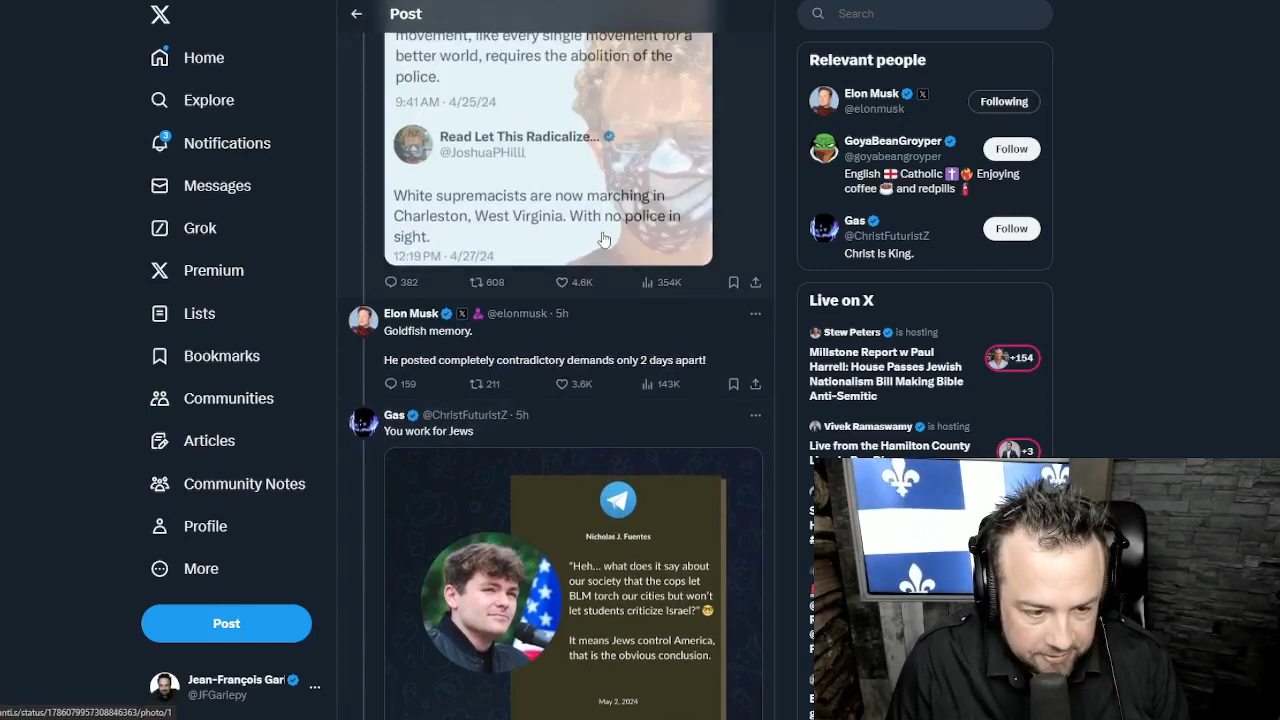 X
Home
Explore
3
Notifications
Messages
Grok
Premium
Lists
Bookmarks
Communities
Articles
Community Notes
Profile
More
Post
Jean-François Gari
@JFGariepy
ntLs/status/1786079957308846363/photo/1
Post
movement, like every single movement for a
better world, requires the abolition of the
police.
9:41 AM · 4/25/24
Read Let This Radicalize...
@JoshuaPHilll
White supremacists are now marching in
Charleston, West Virginia. With no police in
sight.
12:19 PM · 4/27/24
382 608 4.6K 354K
Elon Musk @elonmusk · 5h
Goldfish memory.
He posted completely contradictory demands only 2 days apart!
159 211 3.6K 143K
Gas @ChristFuturistZ · 5h
You work for Jews
Nicholas J. Fuentes
"Heh... what does it say about
our society that the cops let
BLM torch our cities but won't
let students criticize Israel?" 🤓
It means Jews control America,
that is the obvious conclusion.
May 2, 2024
Search
Relevant people
Elon Musk
@elonmusk
Following
GoyaBeanGroyper
@goyabeangroyper
Follow
English 🏴󠁧󠁢󠁥󠁮󠁧󠁿 Catholic ✝️❤️‍🔥 Enjoying
coffee ☕ and redpills 💊
Gas
@ChristFuturistZ
Follow
Christ is King.
Live on X
Stew Peters is hosting
Millstone Report w Paul
Harrell: House Passes Jewish
Nationalism Bill Making Bible
Anti-Semitic
+154
Vivek Ramaswamy is hosting
Live from the Hamilton County
+3